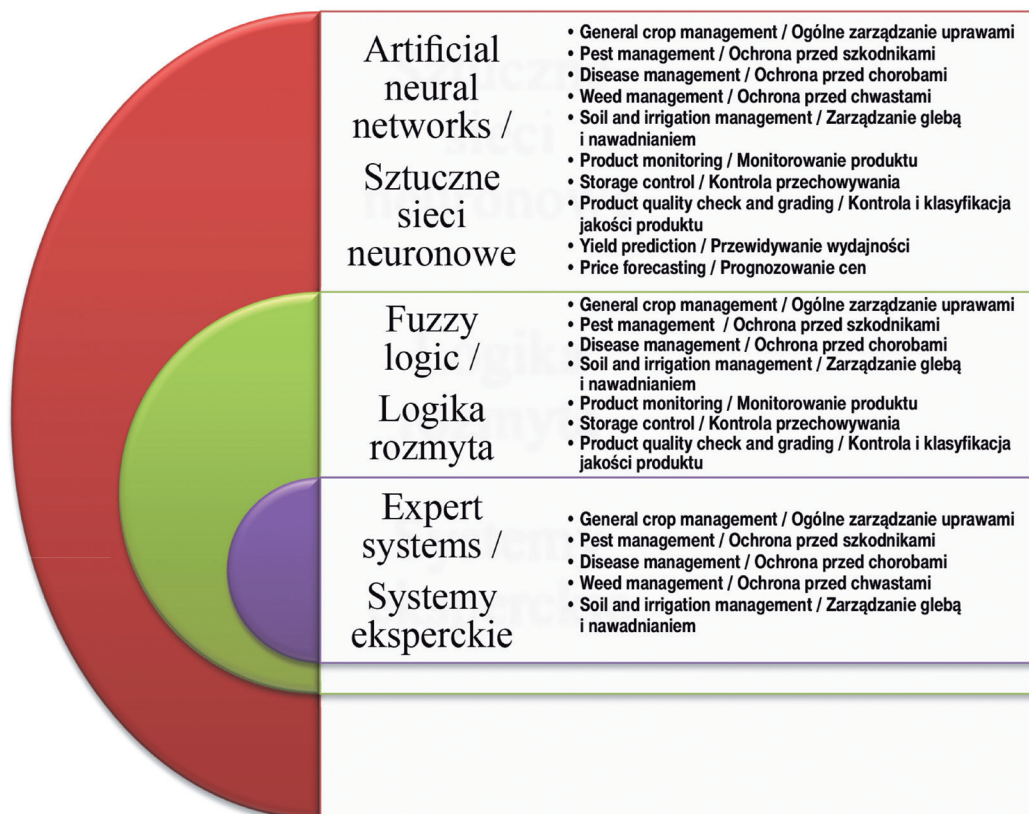 Artificial
neural
networks /
Sztuczne
sieci
neuronowe
• General crop management / Ogólne zarządzanie uprawami
• Pest management / Ochrona przed szkodnikami
• Disease management / Ochrona przed chorobami
• Weed management / Ochrona przed chwastami
• Soil and irrigation management / Zarządzanie glebą
i nawadnianiem
• Product monitoring / Monitorowanie produktu
• Storage control / Kontrola przechowywania
• Product quality check and grading / Kontrola i klasyfikacja
jakości produktu
• Yield prediction / Przewidywanie wydajności
• Price forecasting / Prognozowanie cen
Fuzzy
logic /
Logika
rozmyta
• General crop management / Ogólne zarządzanie uprawami
• Pest management / Ochrona przed szkodnikami
• Disease management / Ochrona przed chorobami
• Soil and irrigation management / Zarządzanie glebą
i nawadnianiem
• Product monitoring / Monitorowanie produktu
• Storage control / Kontrola przechowywania
• Product quality check and grading / Kontrola i klasyfikacja
jakości produktu
Expert
systems /
Systemy
eksperckie
• General crop management / Ogólne zarządzanie uprawami
• Pest management / Ochrona przed szkodnikami
• Disease management / Ochrona przed chorobami
• Weed management / Ochrona przed chwastami
• Soil and irrigation management / Zarządzanie glebą
i nawadnianiem